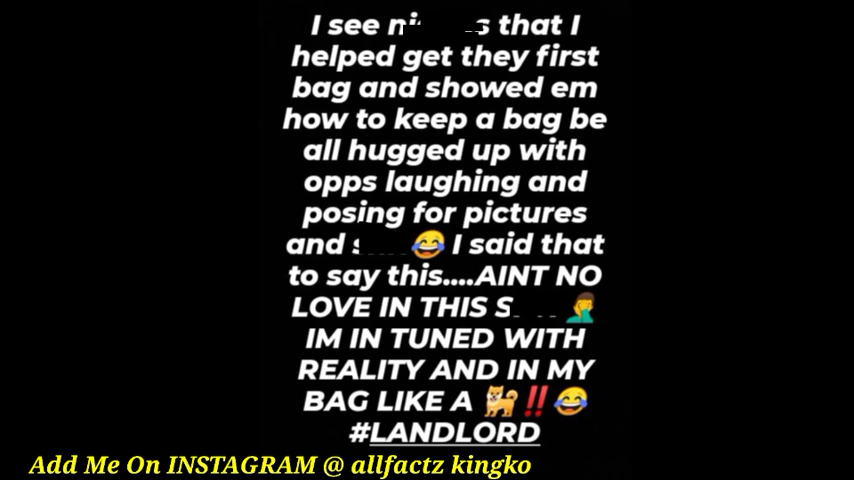 I see that I
helped get they first
bag and showed em
how to keep a bag be
all hugged up with
opps laughing and
posing for pictures
and 😂 I said that
to say this....AINT NO
LOVE IN THIS 🤦‍♂️
IM IN TUNED WITH
REALITY AND IN MY
BAG LIKE A 🐕‼️😂
#LANDLORD
Add Me On INSTAGRAM @ allfactz kingko